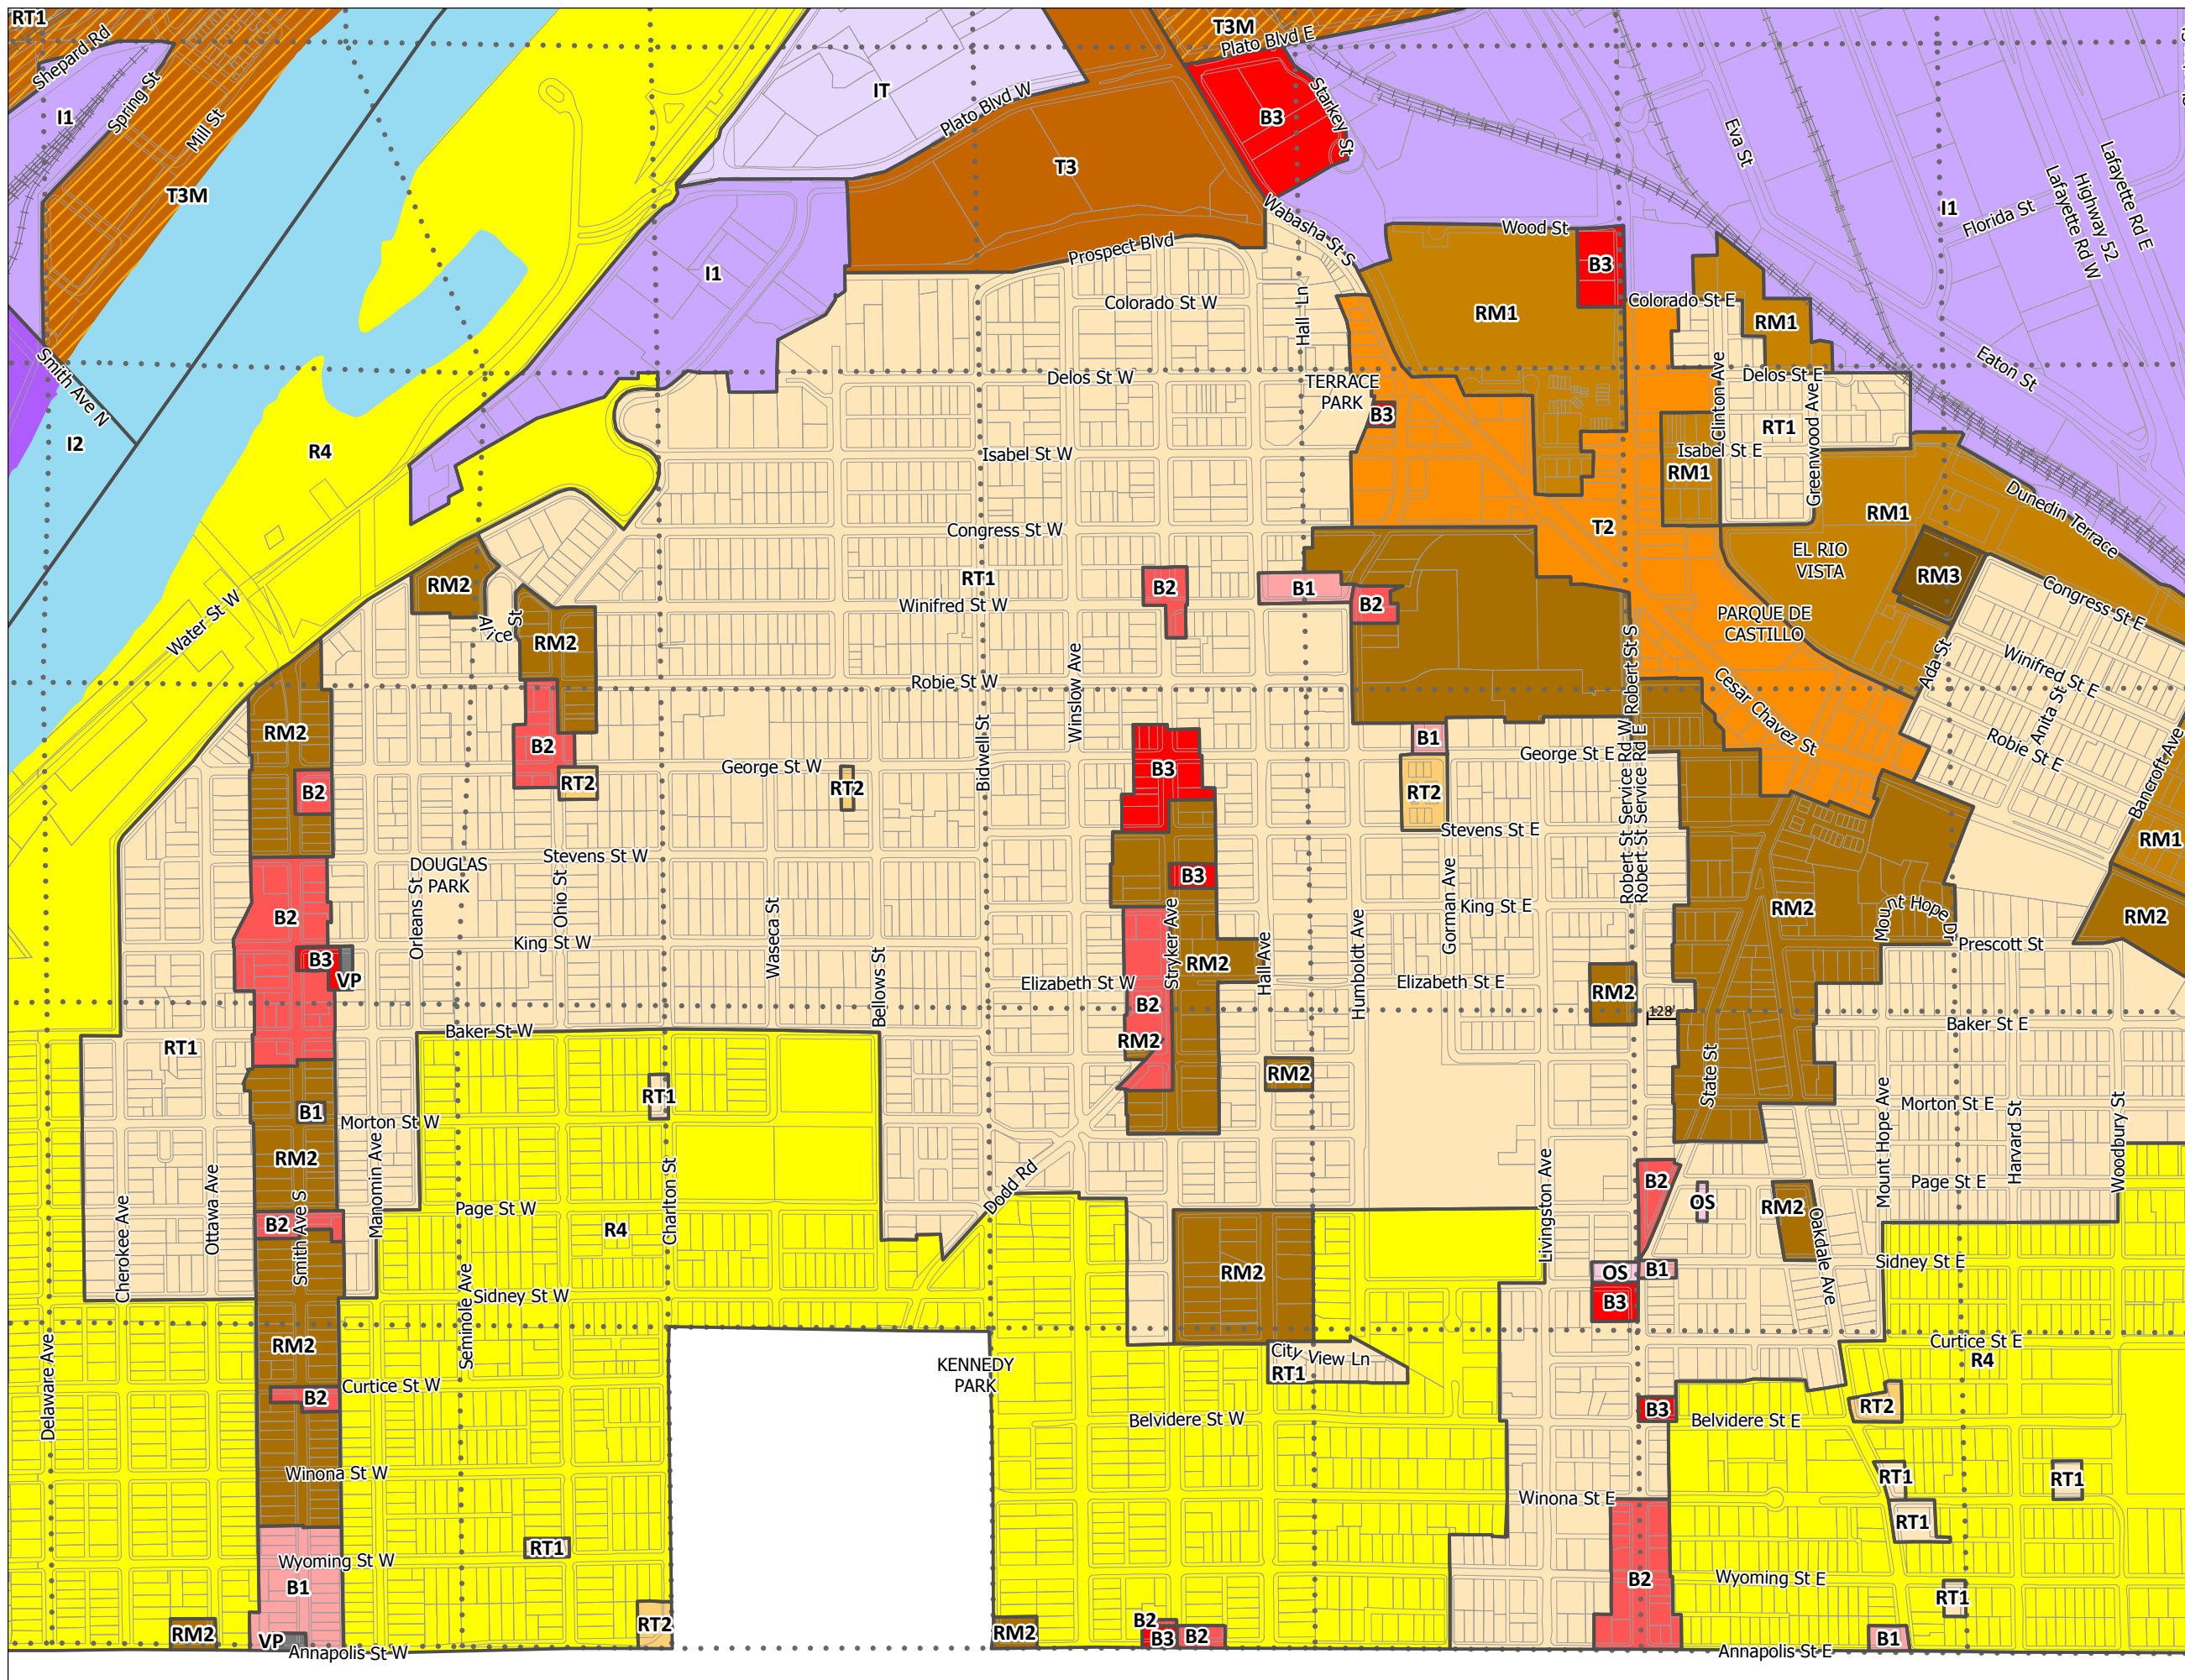 RT1
Shepard Rd
Spring St
Mill St
I1
T3M
IT
Plato Blvd W
T3M
Plato Blvd E
B3
Starkey St
T3
Prospect Blvd
Wabasha St S
Wood St
B3
Eva St
I1
Florida St
Lafayette Rd E
Highway 52
Lafayette Rd W
I1
Colorado St W
Hall Ln
RM1
Colorado St E
RM1
Eaton St
Smith Ave N
I2
R4
Delos St W
TERRACE
PARK
B3
Clinton Ave
Delos St E
Greenwood Ave
RT1
Isabel St W
Isabel St E
RM1
RM1
Dunedin Terrace
Congress St W
T2
EL RIO
VISTA
RM3
RM2
RT1
B2
B1
B2
Winifred St W
Water St W
Alice St
RM2
PARQUE DE
CASTILLO
Congress St E
Ada St
Winifred St E
Winslow Ave
Robert St S
Robie St W
Cesar Chavez St
Anita St
Robie St E
RM2
B2
Bidwell St
B1
George St E
Robert St Service Rd W
Robert St Service Rd E
Bancroft Ave
George St W
B3
RT2
RT2
B2
RT2
Stevens St E
RM1
DOUGLAS
PARK
Stevens St W
Orleans St
Ohio St
B3
Gorman Ave
King St E
RM2
Mount Hope Dr
RM2
B2
King St W
Waseca St
Bellows St
Stryker Ave
Hall Ave
Humboldt Ave
Prescott St
B3
VP
RM2
Elizabeth St W
Elizabeth St E
RM2
B2
128'
Baker St W
Baker St E
RT1
RM2
State St
RM2
RT1
B1
Morton St W
Mount Hope Ave
Morton St E
Harvard St
Woodbury St
RM2
Manomin Ave
Cherokee Ave
Ottawa Ave
Smith Ave S
Charlton St
Dodd Rd
Livingston Ave
B2
OS
RM2
Page St E
Page St W
B2
R4
Oakdale Ave
RM2
OS
B1
Sidney St E
Seminole Ave
Sidney St W
B3
Delaware Ave
RM2
City View Ln
RT1
Curtice St E
R4
KENNEDY
PARK
Curtice St W
B2
B3
RT2
Belvidere St W
Belvidere St E
Winona St W
RT1
RT1
Winona St E
RT1
RT1
Wyoming St W
B1
B2
Wyoming St E
RT1
RM2
VP
RT2
RM2
B2
B3
B2
B1
Annapolis St W
Annapolis St E